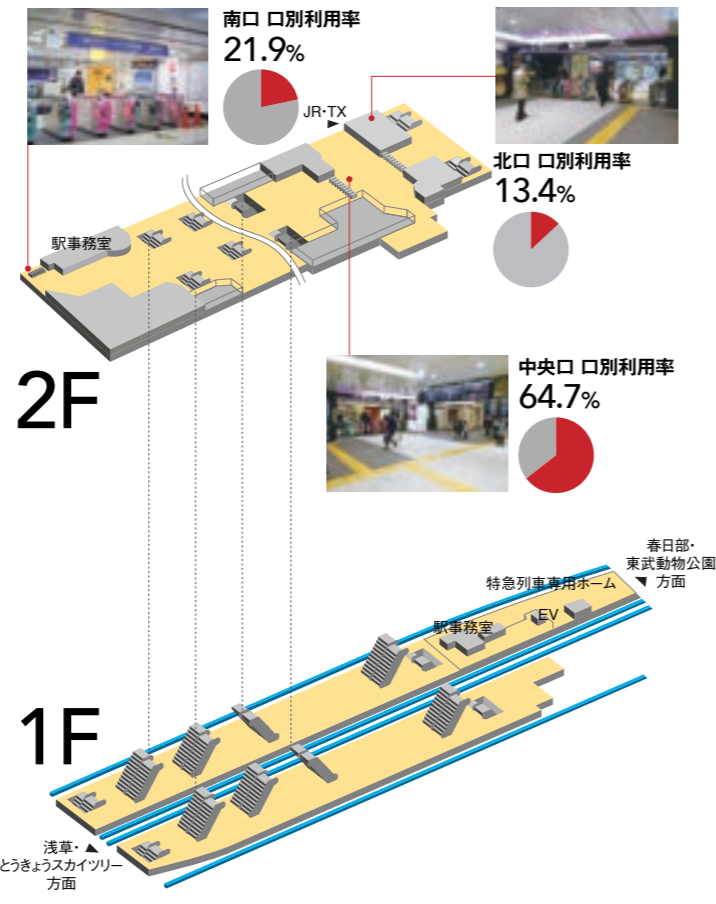 南口 口別利用率
21.9%
JR・TX
北口 口別利用率
13.4%
駅事務室
2F
中央口 口別利用率
64.7%
春日部・
東武動物公園
方面
特急列車専用ホーム
EV
駅事務室
1F
浅草・
とうきょうスカイツリー
方面